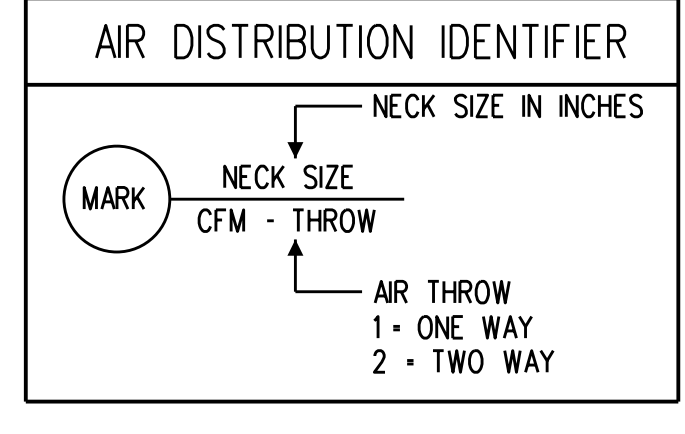 AIR DISTRIBUTION IDENTIFIER
NECK SIZE IN INCHES
NECK SIZE
MARK
CFM - THROW
AIR THROW
1 = ONE WAY
2 = TWO WAY